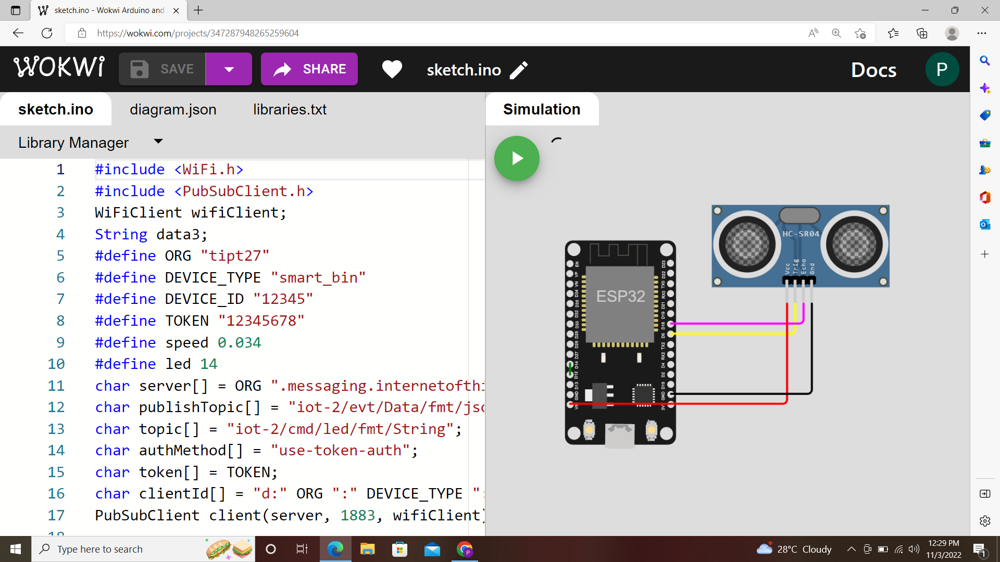 sketch.ino - Wokwi Arduino and
https://wokwi.com/projects/347287948265259604
WOKWi
SAVE
SHARE
sketch.ino
Docs
P
sketch.ino
diagram.json
libraries.txt
Simulation
Library Manager
1 #include <WiFi.h>
2 #include <PubSubClient.h>
3 WiFiClient wifiClient;
4 String data3;
5 #define ORG "tipt27"
6 #define DEVICE_TYPE "smart_bin"
7 #define DEVICE_ID "12345"
8 #define TOKEN "12345678"
9 #define speed 0.034
10 #define led 14
11 char server[] = ORG ".messaging.internetofthi
12 char publishTopic[] = "iot-2/evt/Data/fmt/jso
13 char topic[] = "iot-2/cmd/led/fmt/String";
14 char authMethod[] = "use-token-auth";
15 char token[] = TOKEN;
16 char clientId[] = "d:" ORG ":" DEVICE_TYPE ":
17 PubSubClient client(server, 1883, wifiClient)
18
HC-SR04
Vcc
Trig
Echo
Gnd
ESP32
EN
VP
VN
D34
D35
D32
D33
D25
D26
D27
D14
D12
D13
GND
D23
D22
TX0
RX0
D21
D19
D18
D5
TX2
RX2
D4
D2
D15
GND
3V
Type here to search
28°C Cloudy
12:29 PM
11/3/2022
1